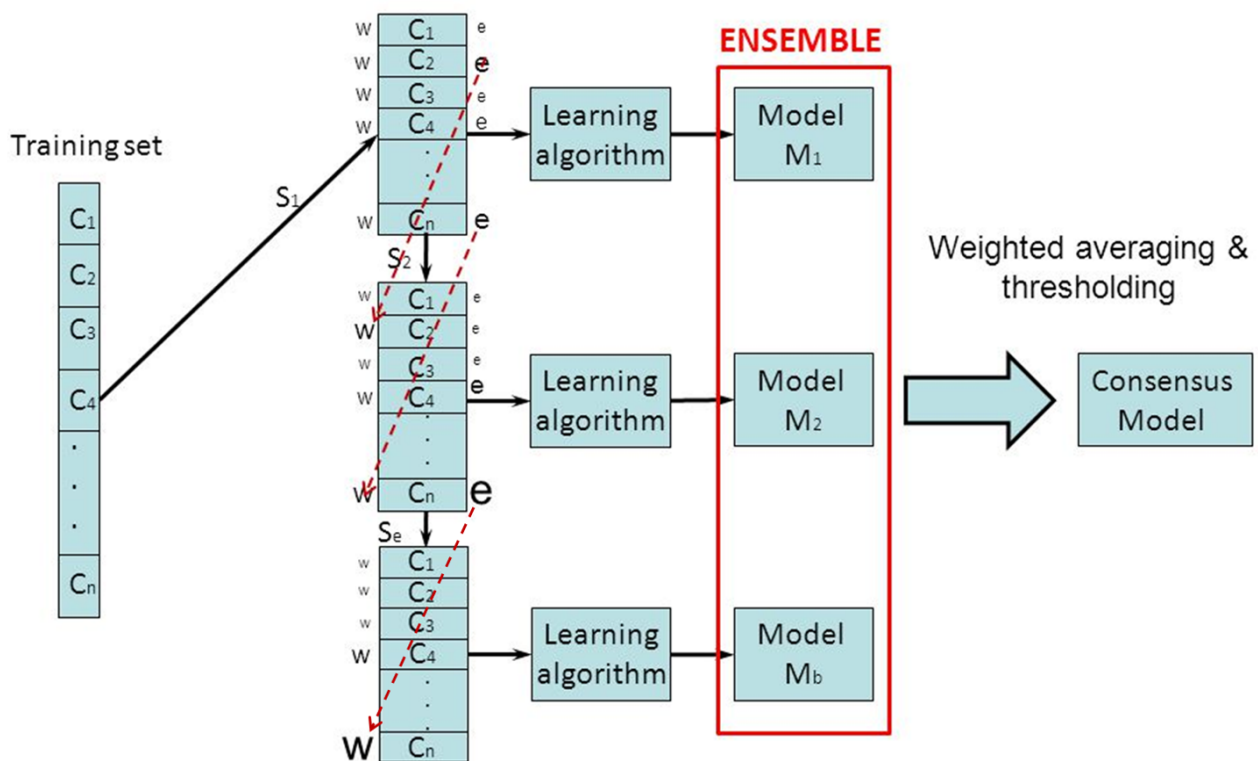 ENSEMBLE
Training set
C1
C2
C3
C4
.
.
.
Cn
S1
w C1 e
w C2 e
w C3 e
w C4 e
.
.
.
w Cn e
Learning
algorithm
Model
M1
S2
w C1 e
w C2 e
w C3 e
w C4 e
.
.
.
w Cn e
Learning
algorithm
Model
M2
Se
w C1
w C2
w C3
w C4
.
.
.
w Cn
Learning
algorithm
Model
Mb
Weighted averaging &
thresholding
Consensus
Model